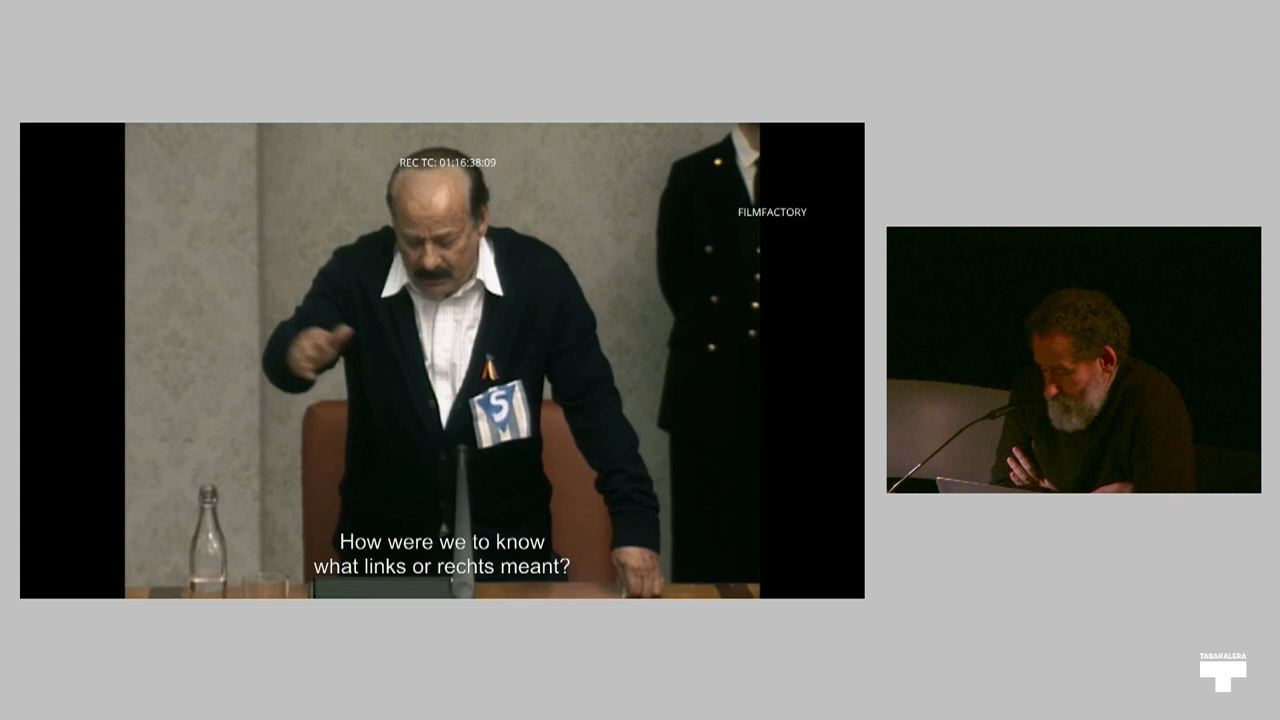 REC TC: 01:16:38:09
FILMFACTORY
S
How were we to know
what links or rechts meant?
TABAKALERA